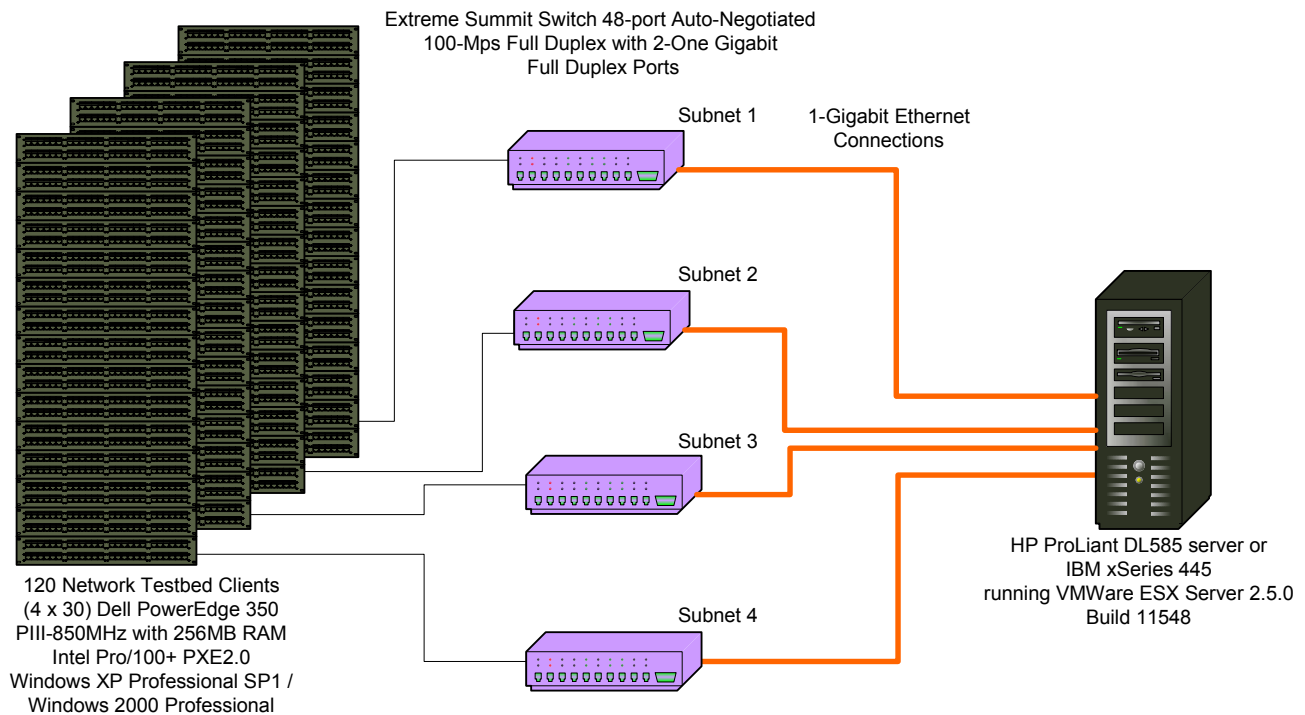 Extreme Summit Switch 48-port Auto-Negotiated
100-Mps Full Duplex with 2-One Gigabit
Full Duplex Ports
Subnet 1
1-Gigabit Ethernet
Connections
Subnet 2
Subnet 3
Subnet 4
HP ProLiant DL585 server or
IBM xSeries 445
running VMWare ESX Server 2.5.0
Build 11548
120 Network Testbed Clients
(4 x 30) Dell PowerEdge 350
PIII-850MHz with 256MB RAM
Intel Pro/100+ PXE2.0
Windows XP Professional SP1 /
Windows 2000 Professional